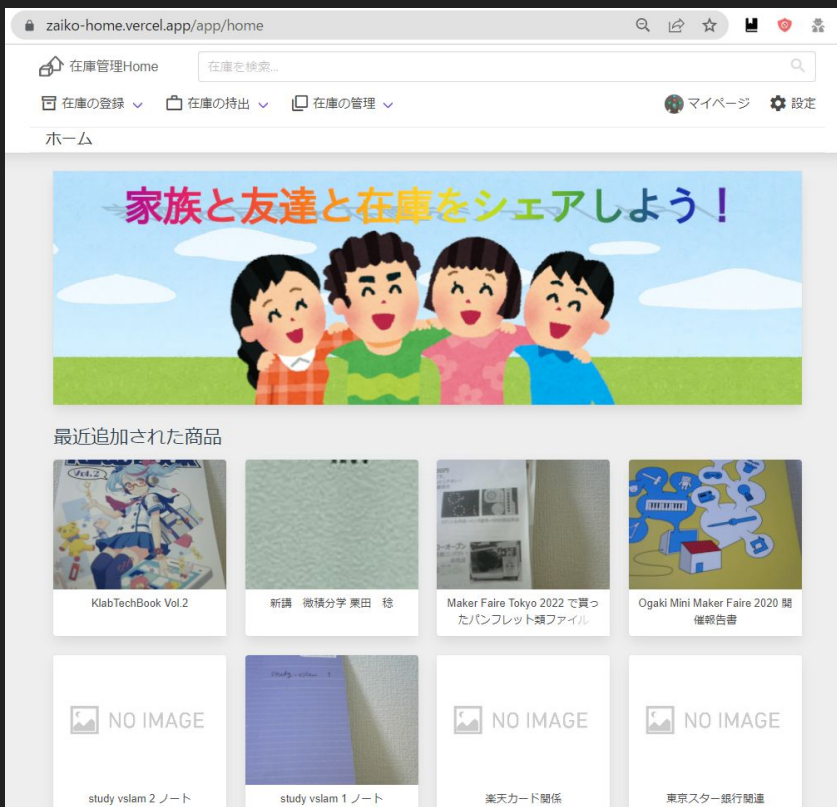 zaiko-home.vercel.app/app/home
在庫管理Home
在庫を検索...
在庫の登録
在庫の持出
在庫の管理
マイページ
設定
ホーム
家族と友達と在庫をシェアしよう！
最近追加された商品
Vol.2
KlabTechBook Vol.2
新講　微積分学 栗田　稔
Maker Faire Tokyo 2022 で貰っ
たパンフレット類ファイル
Ogaki Mini Maker Faire 2020 開
催報告書
NO IMAGE
study vslam 1
NO IMAGE
NO IMAGE
study vslam 2 ノート
study vslam 1 ノート
楽天カード関係
東京スター銀行関連